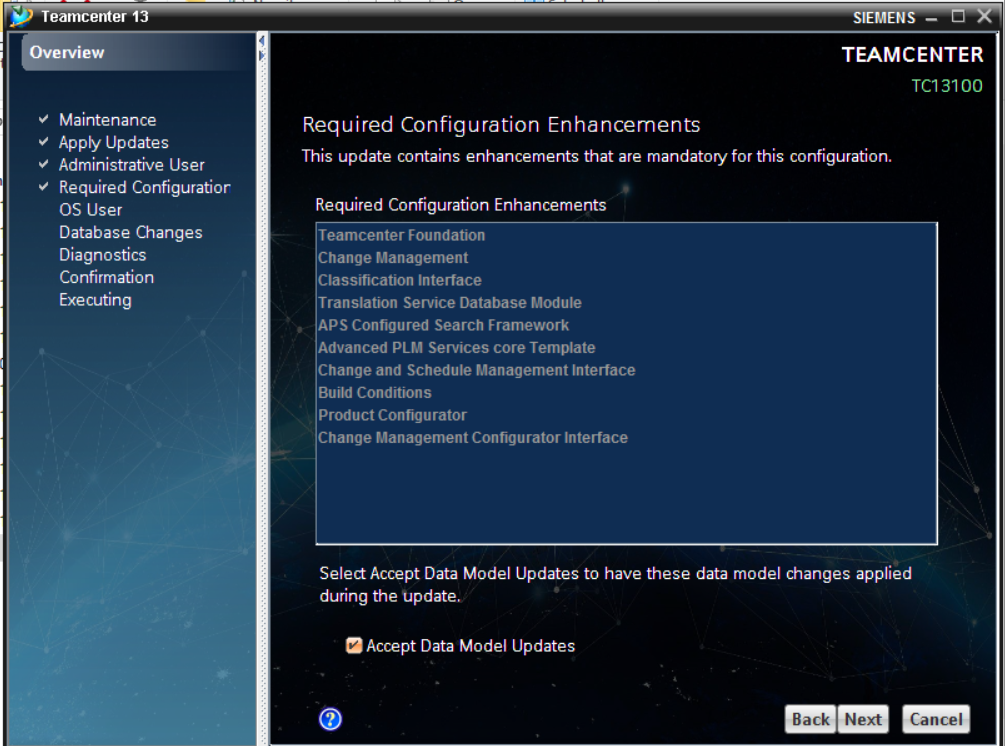 Teamcenter 13
SIEMENS
Overview
TEAMCENTER
TC13100
Maintenance
Apply Updates
Administrative User
Required Configuration
OS User
Database Changes
Diagnostics
Confirmation
Executing
Required Configuration Enhancements
This update contains enhancements that are mandatory for this configuration.
Required Configuration Enhancements
Teamcenter Foundation
Change Management
Classification Interface
Translation Service Database Module
APS Configured Search Framework
Advanced PLM Services core Template
Change and Schedule Management Interface
Build Conditions
Product Configurator
Change Management Configurator Interface
Select Accept Data Model Updates to have these data model changes applied
during the update.
Accept Data Model Updates
?
Back Next Cancel